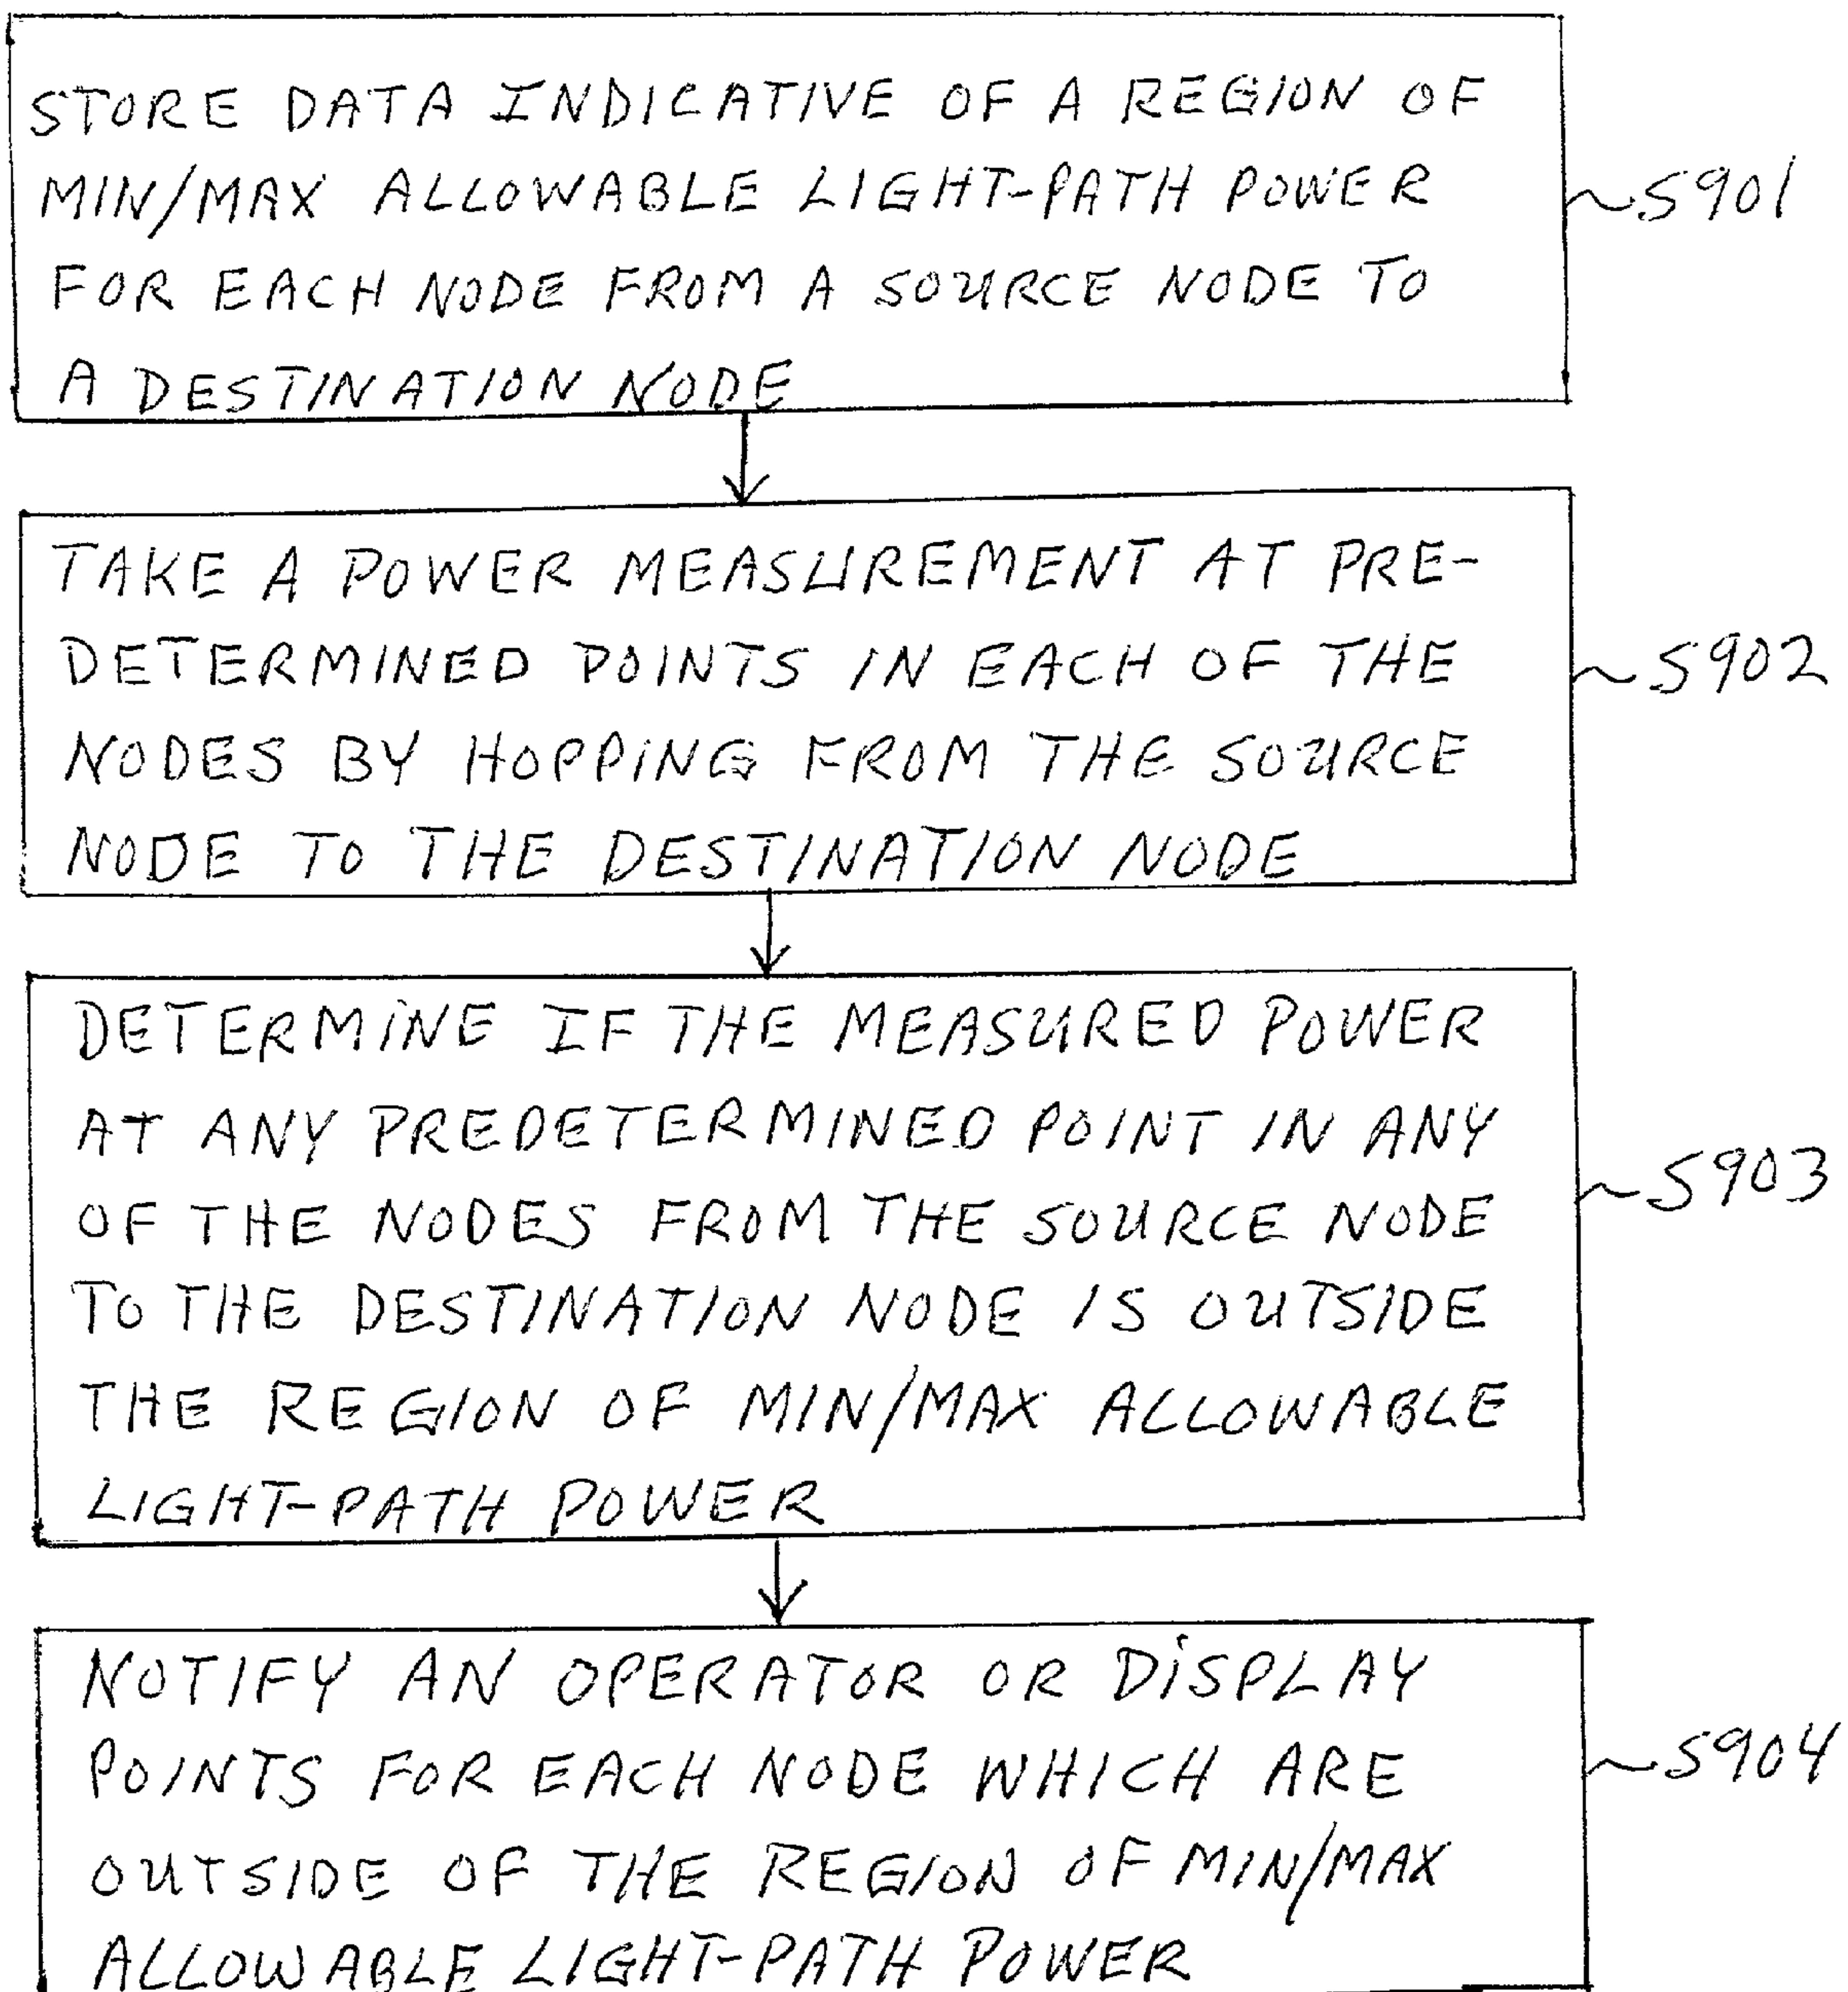 STORE DATA INDICATIVE OF A REGION OF
MIN/MAX ALLOWABLE LIGHT-PATH POWER
FOR EACH NODE FROM A SOURCE NODE TO
A DESTINATION NODE
S901
TAKE A POWER MEASUREMENT AT PRE-
DETERMINED POINTS IN EACH OF THE
NODES BY HOPPING FROM THE SOURCE
NODE TO THE DESTINATION NODE
S902
DETERMINE IF THE MEASURED POWER
AT ANY PREDETERMINED POINT IN ANY
OF THE NODES FROM THE SOURCE NODE
TO THE DESTINATION NODE IS OUTSIDE
THE REGION OF MIN/MAX ALLOWABLE
LIGHT-PATH POWER
S903
NOTIFY AN OPERATOR OR DISPLAY
POINTS FOR EACH NODE WHICH ARE
OUTSIDE OF THE REGION OF MIN/MAX
ALLOWABLE LIGHT-PATH POWER
S904